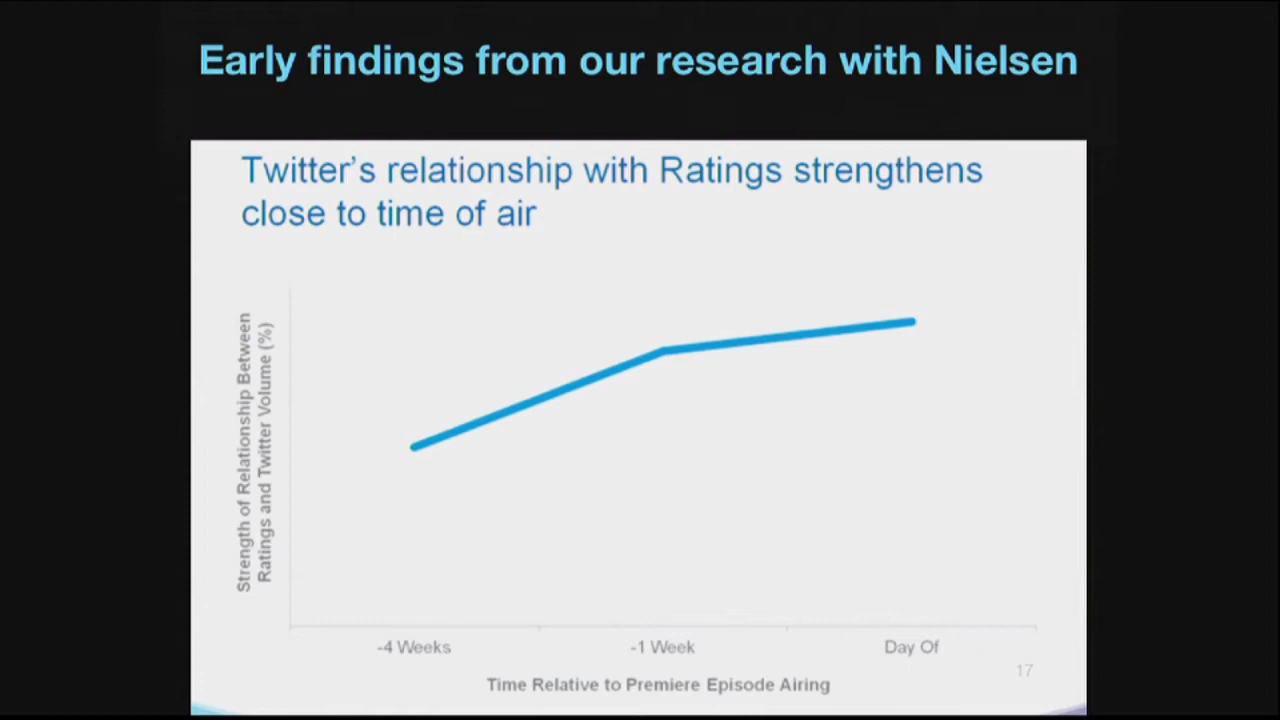 Early findings from our research with Nielsen
Twitter's relationship with Ratings strengthens
close to time of air
Strength of Relationship Between
Ratings and Twitter Volume (%)
-4 Weeks
-1 Week
Day Of
17
Time Relative to Premiere Episode Airing